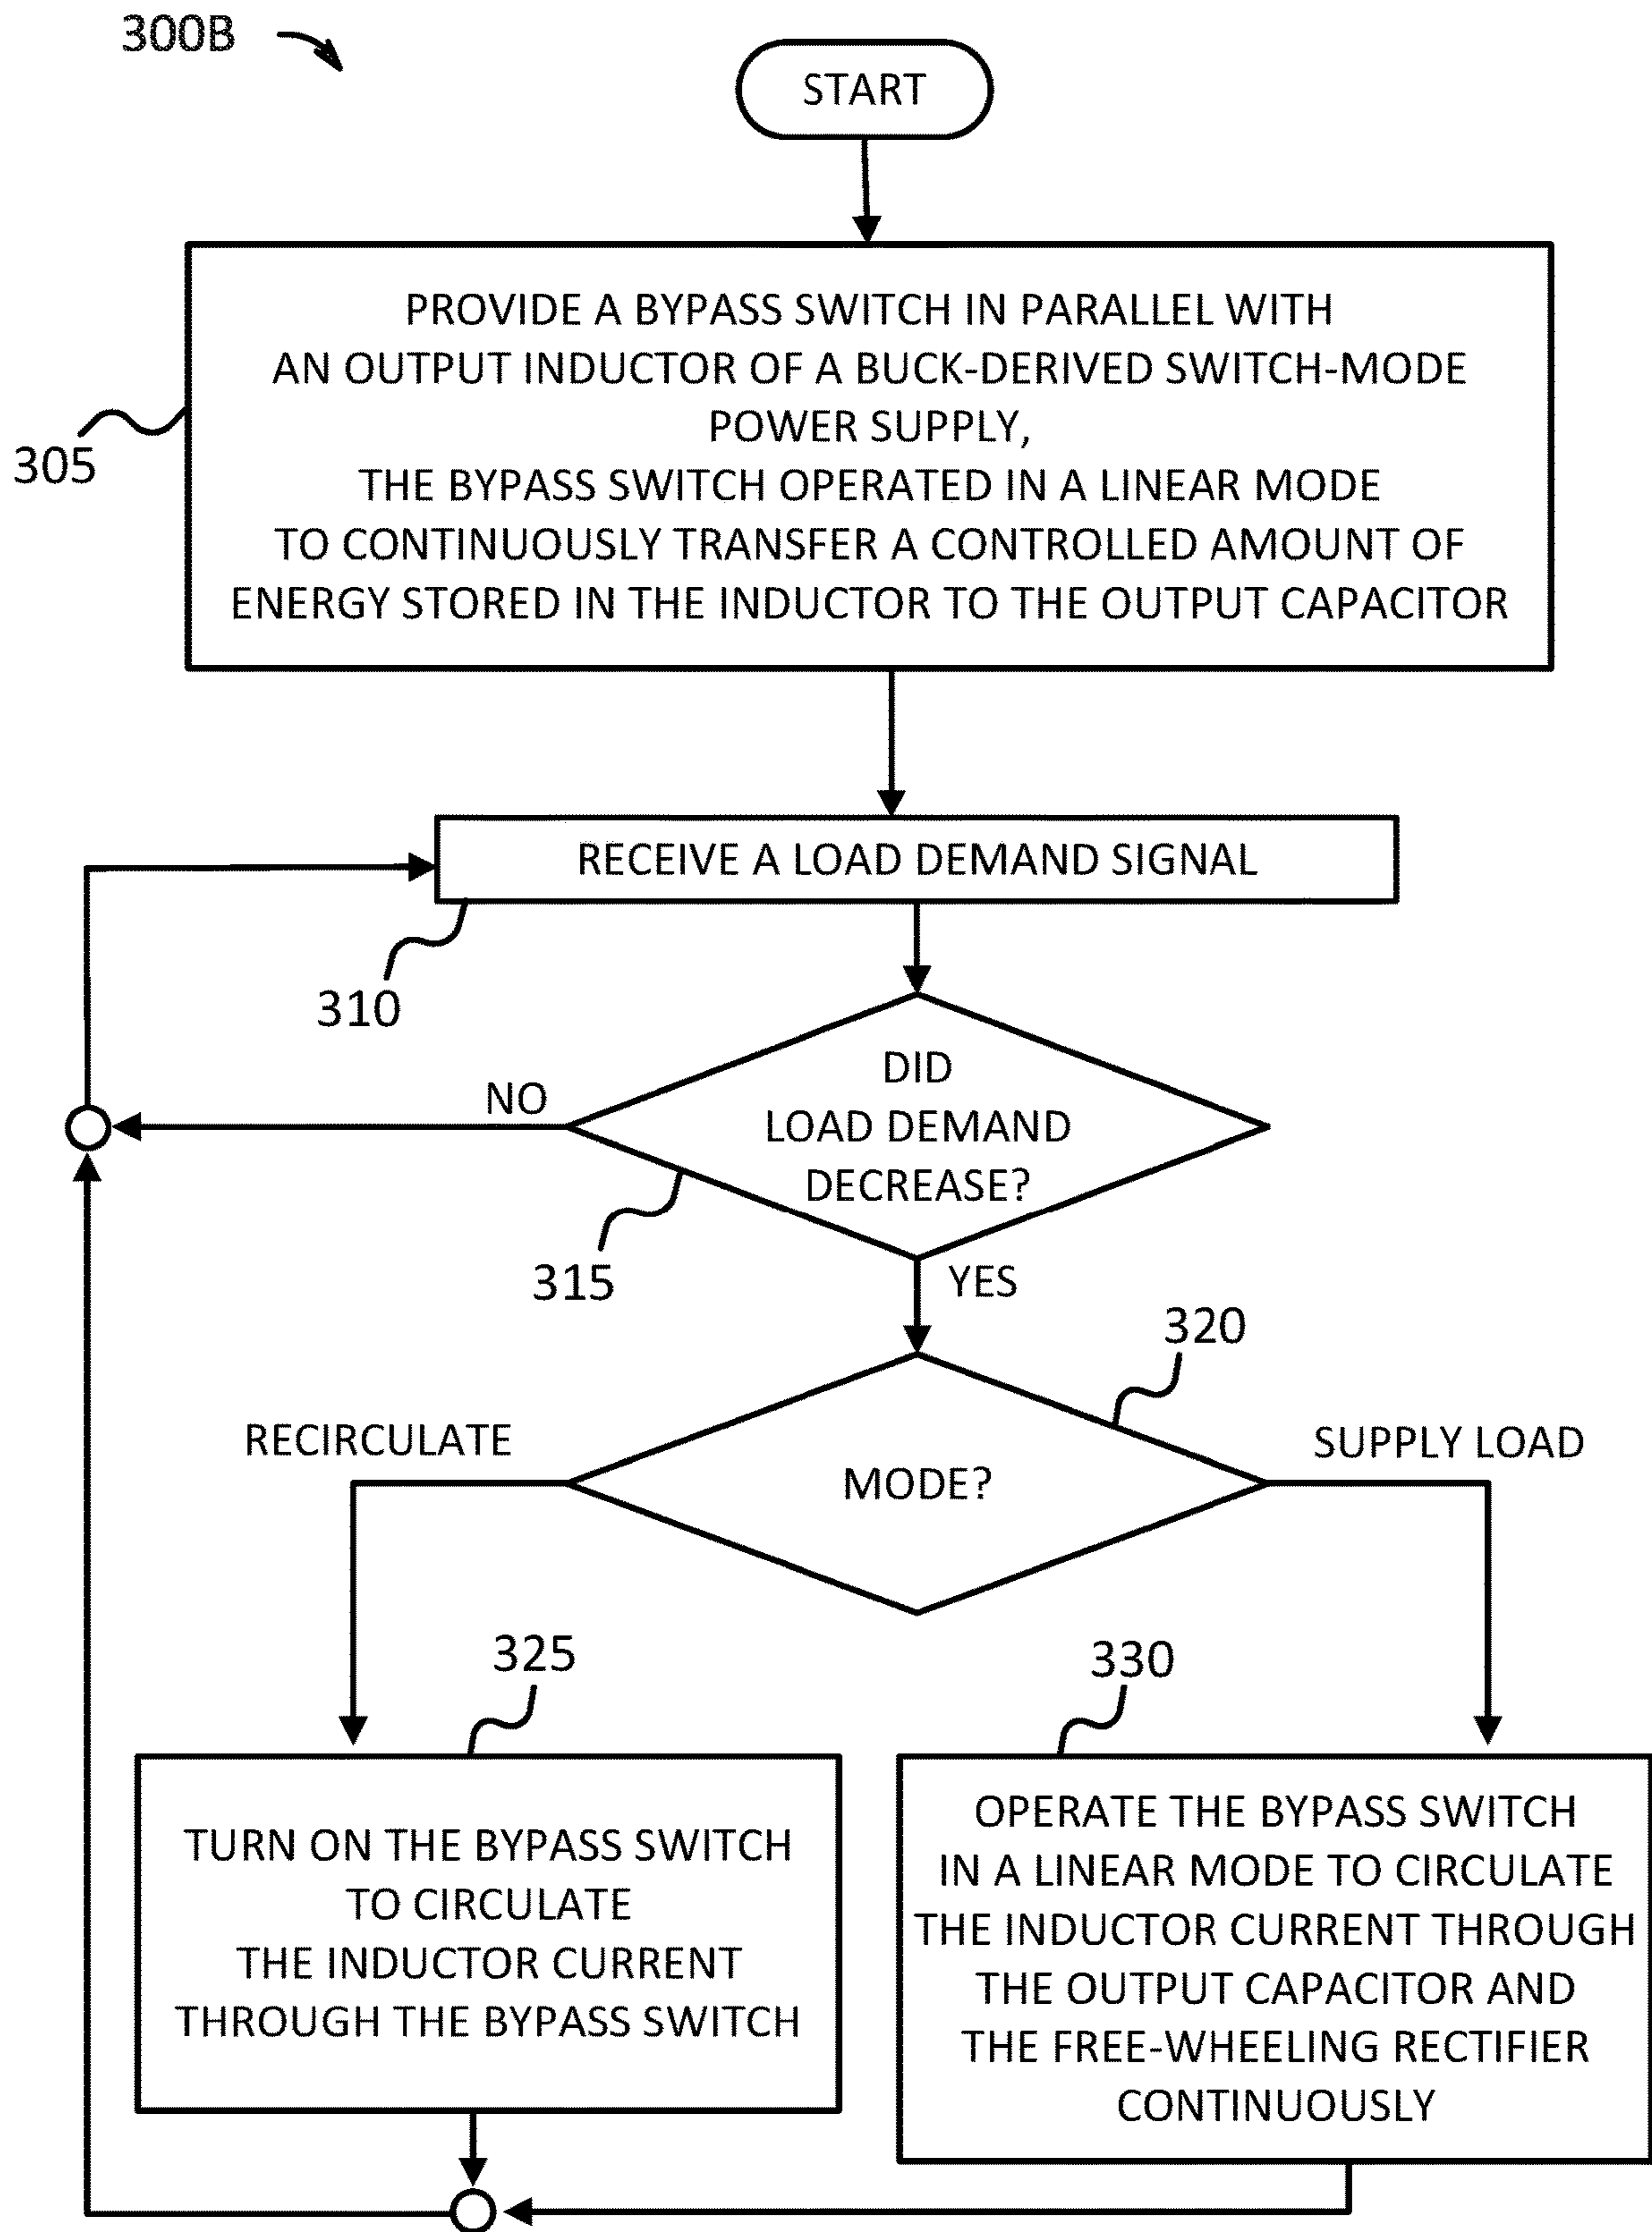 300B
START
PROVIDE A BYPASS SWITCH IN PARALLEL WITH
AN OUTPUT INDUCTOR OF A BUCK-DERIVED SWITCH-MODE
POWER SUPPLY,
THE BYPASS SWITCH OPERATED IN A LINEAR MODE
TO CONTINUOUSLY TRANSFER A CONTROLLED AMOUNT OF
ENERGY STORED IN THE INDUCTOR TO THE OUTPUT CAPACITOR
305
RECEIVE A LOAD DEMAND SIGNAL
310
DID
LOAD DEMAND
DECREASE?
NO
315
YES
320
MODE?
RECIRCULATE
SUPPLY LOAD
325
TURN ON THE BYPASS SWITCH
TO CIRCULATE
THE INDUCTOR CURRENT
THROUGH THE BYPASS SWITCH
330
OPERATE THE BYPASS SWITCH
IN A LINEAR MODE TO CIRCULATE
THE INDUCTOR CURRENT THROUGH
THE OUTPUT CAPACITOR AND
THE FREE-WHEELING RECTIFIER
CONTINUOUSLY